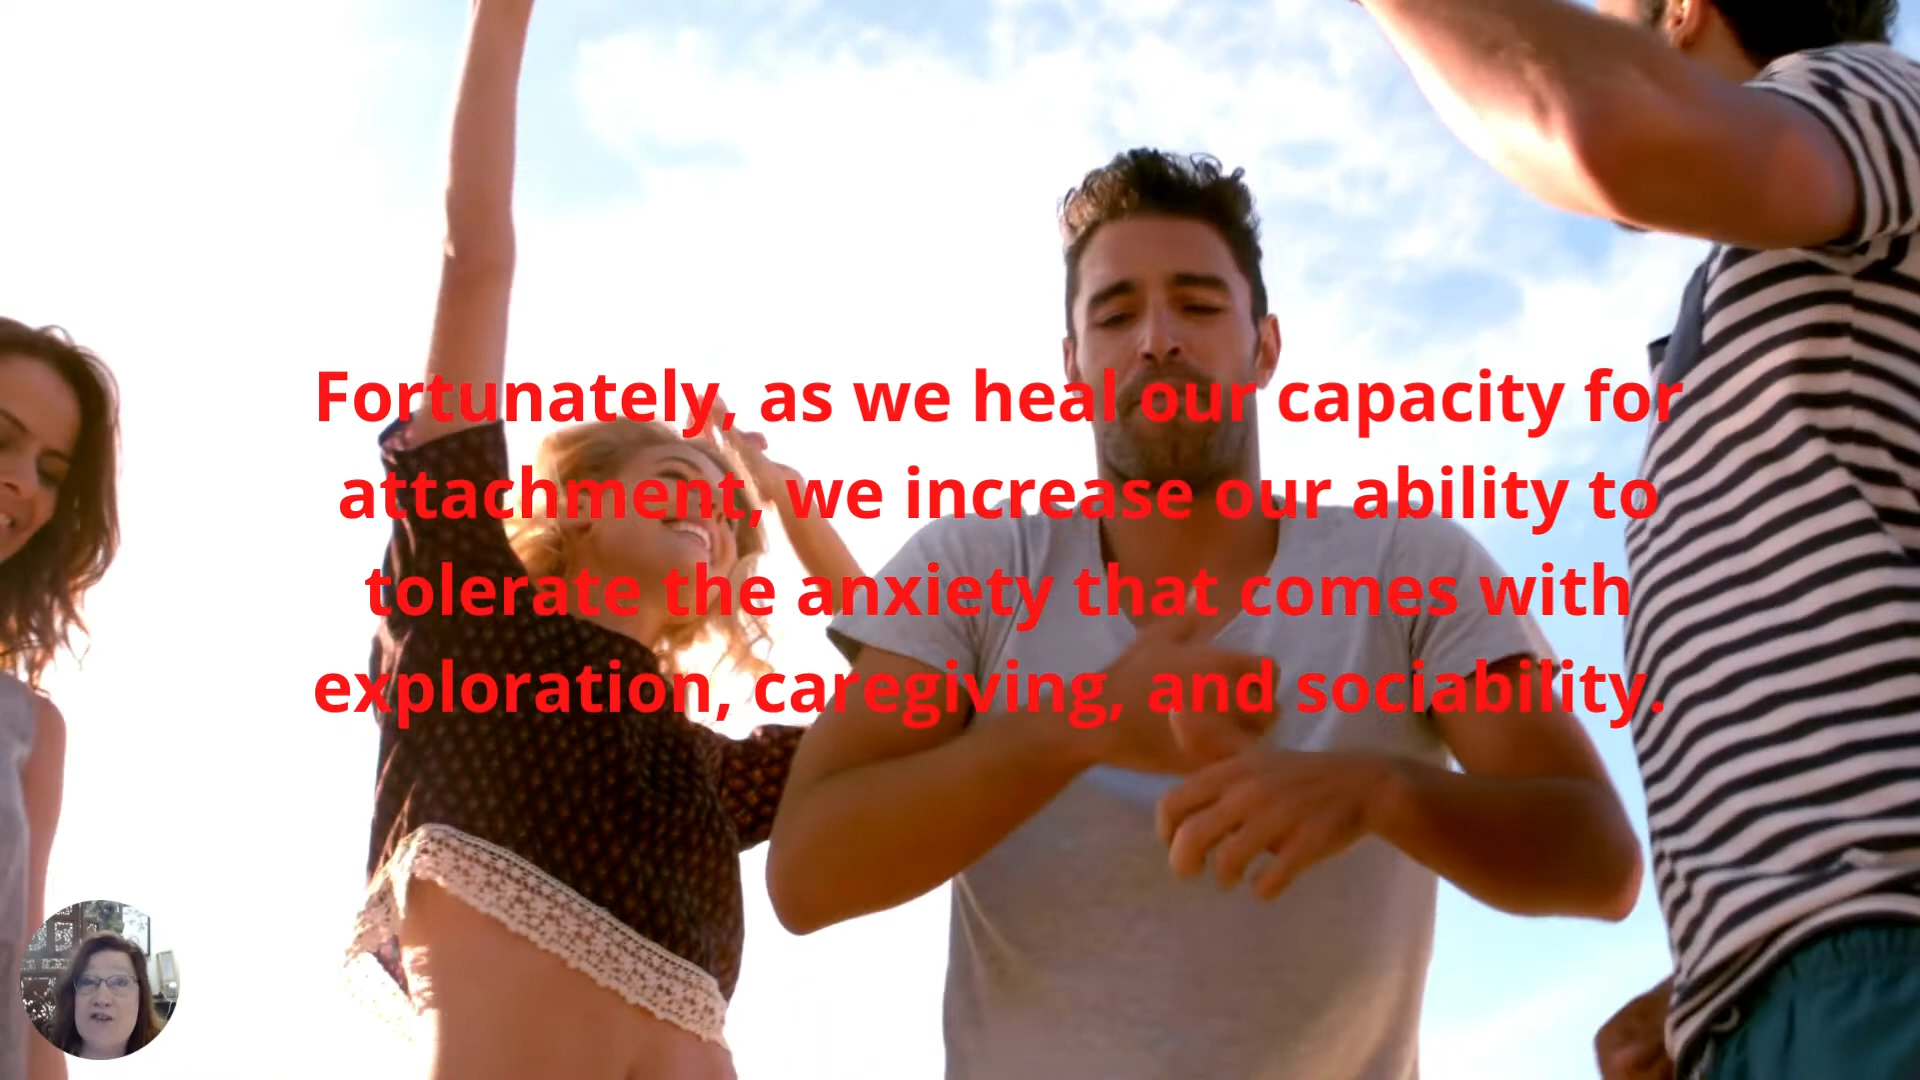 Fortunately, as we heal our capacity for
attachment, we increase our ability to
tolerate the anxiety that comes with
exploration, caregiving, and sociability.